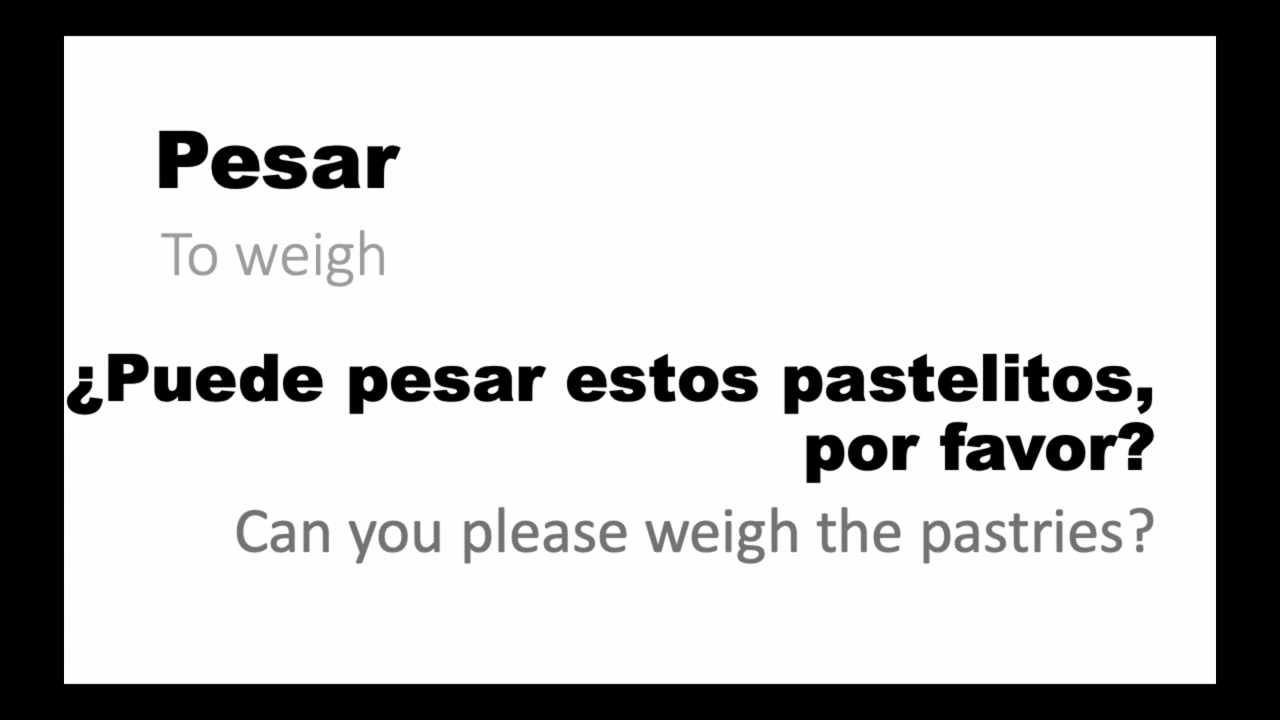 Pesar
To weigh
¿Puede pesar estos pastelitos,
por favor?
Can you please weigh the pastries?